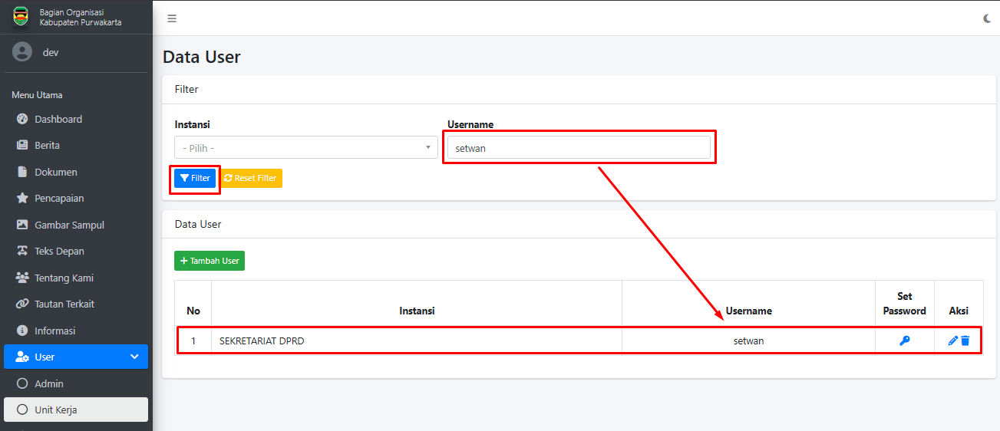 Bagian Organisasi
Kabupaten Purwakarta
dev
Menu Utama
Dashboard
Berita
Dokumen
Pencapaian
Gambar Sampul
Teks Depan
Tentang Kami
Tautan Terkait
Informasi
User
Admin
Unit Kerja
Data User
Filter
Instansi
Username
- Pilih -
setwan
Filter
Reset Filter
Data User
Tambah User
No
Instansi
Username
Set
Password
Aksi
1
SEKRETARIAT DPRD
setwan